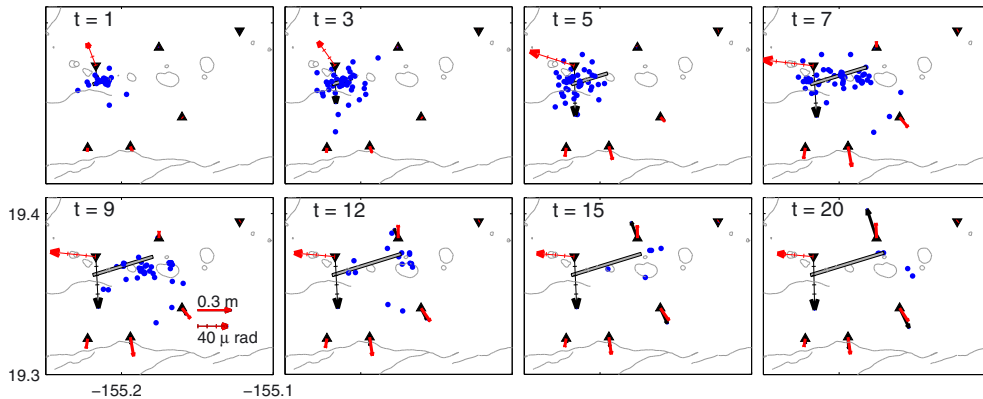 t = 1
t = 3
t = 5
t = 7
19.4
t = 9
t = 12
t = 15
t = 20
0.3 m
40 μ rad
19.3
−155.2
−155.1